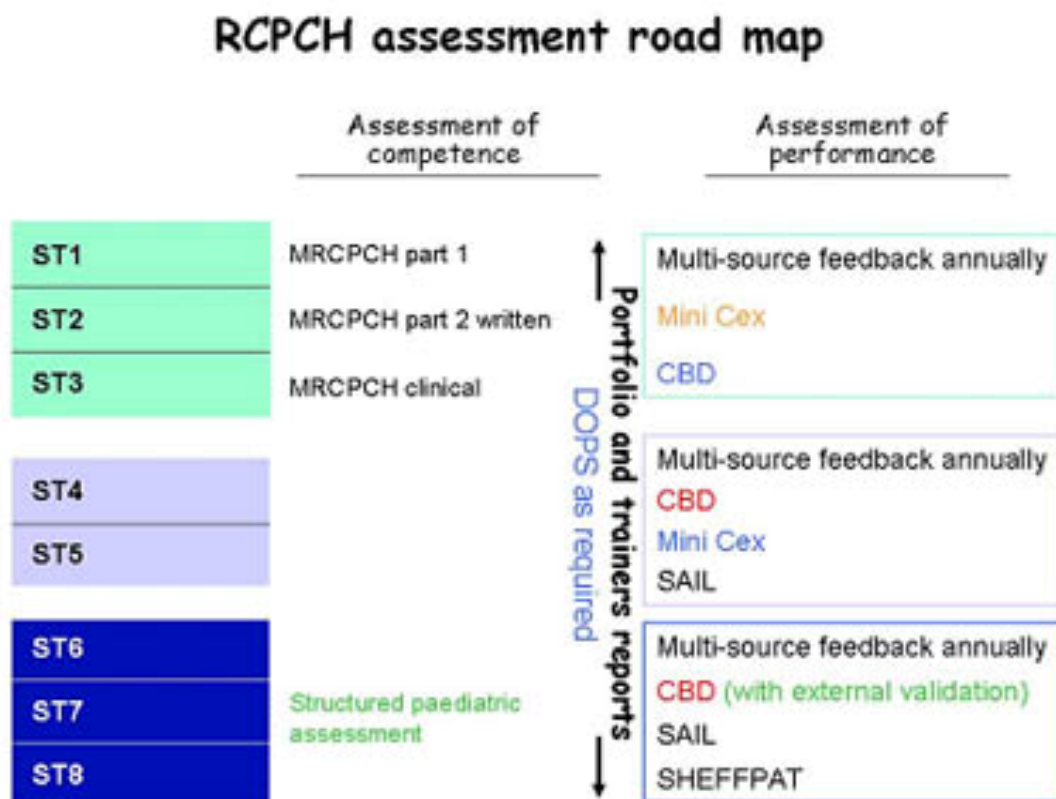 RCPCH assessment road map
Assessment of
competence
Assessment of
performance
ST1
MRCPCH part 1
ST2
MRCPCH part 2 written
ST3
MRCPCH clinical
ST4
ST5
ST6
ST7
Structured paediatric
assessment
ST8
DOPS as required
Portfolio and trainers reports
Multi-source feedback annually
Mini Cex
CBD
Multi-source feedback annually
CBD
Mini Cex
SAIL
Multi-source feedback annually
CBD (with external validation)
SAIL
SHEFFPAT